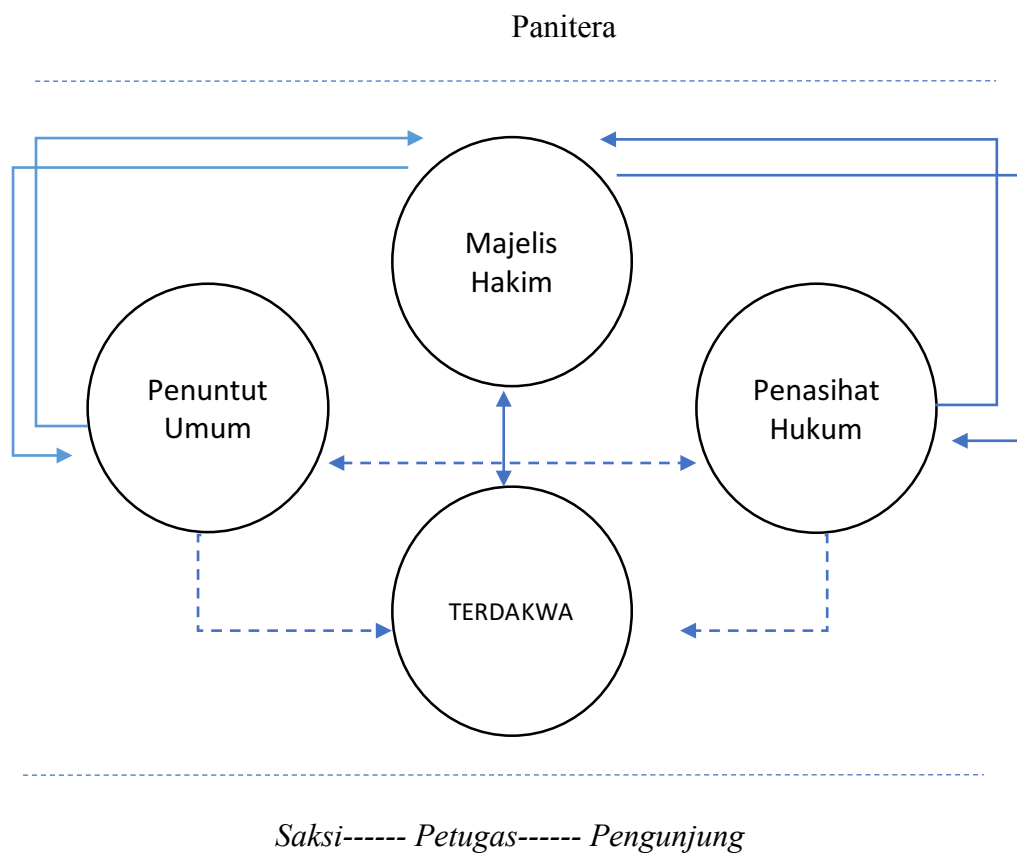 Panitera
Majelis
Hakim
Penuntut
Umum
Penasihat
Hukum
TERDAKWA
Saksi------ Petugas------ Pengunjung